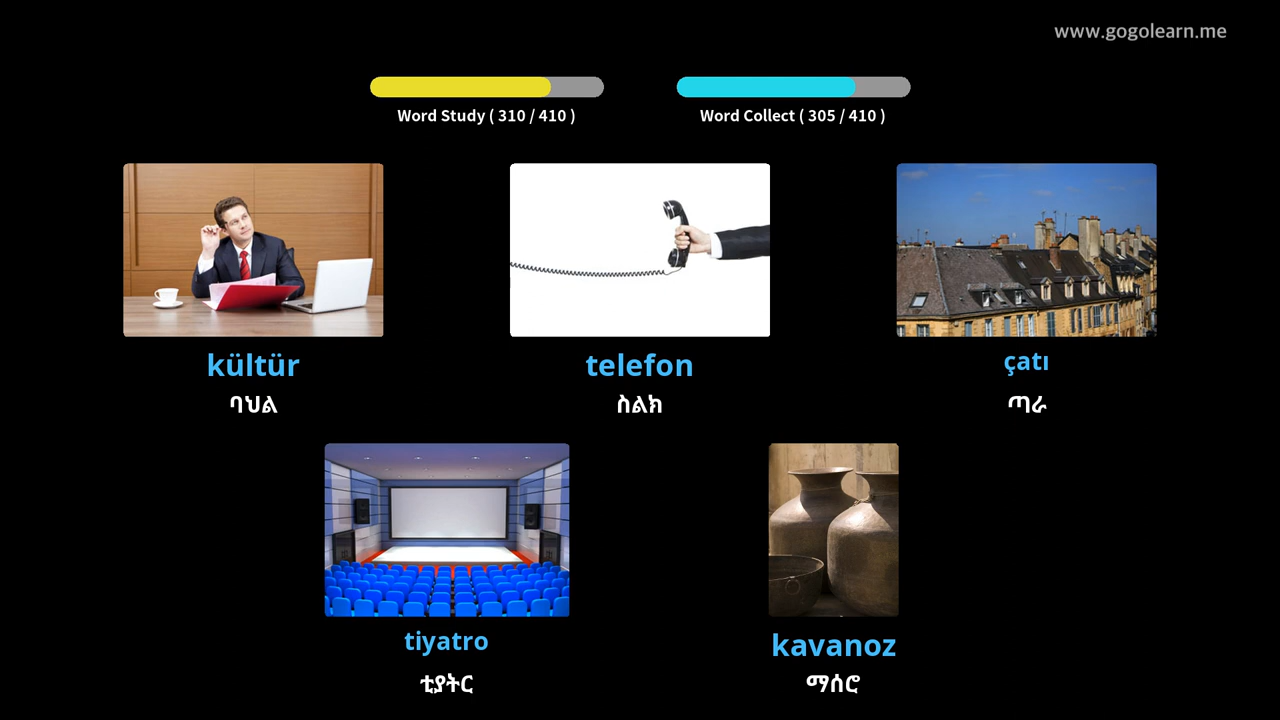 www.gogolearn.me
Word Study ( 310 / 410 )
Word Collect ( 305 / 410 )
kültür
ባህል
telefon
ስልክ
çatı
ጣራ
tiyatro
ቲያትር
kavanoz
ማሰሮ